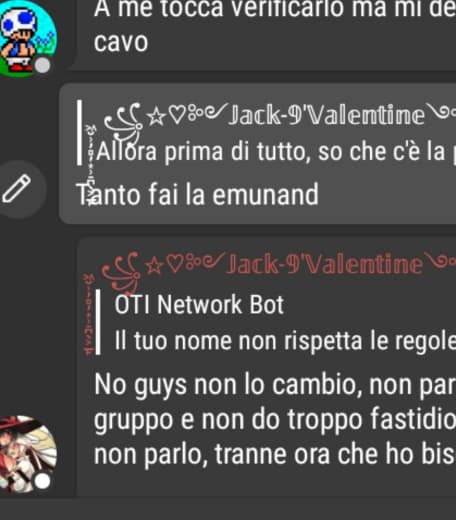 A me tocca verificarlo ma mi de
cavo
☆♡Jack-9'Valentine
Allora prima di tutto, so che c'è la p
Tanto fai la emunand
☆♡Jack-9'Valentine
OTI Network Bot
Il tuo nome non rispetta le regole
No guys non lo cambio, non par
gruppo e non do troppo fastidio
non parlo, tranne ora che ho bis